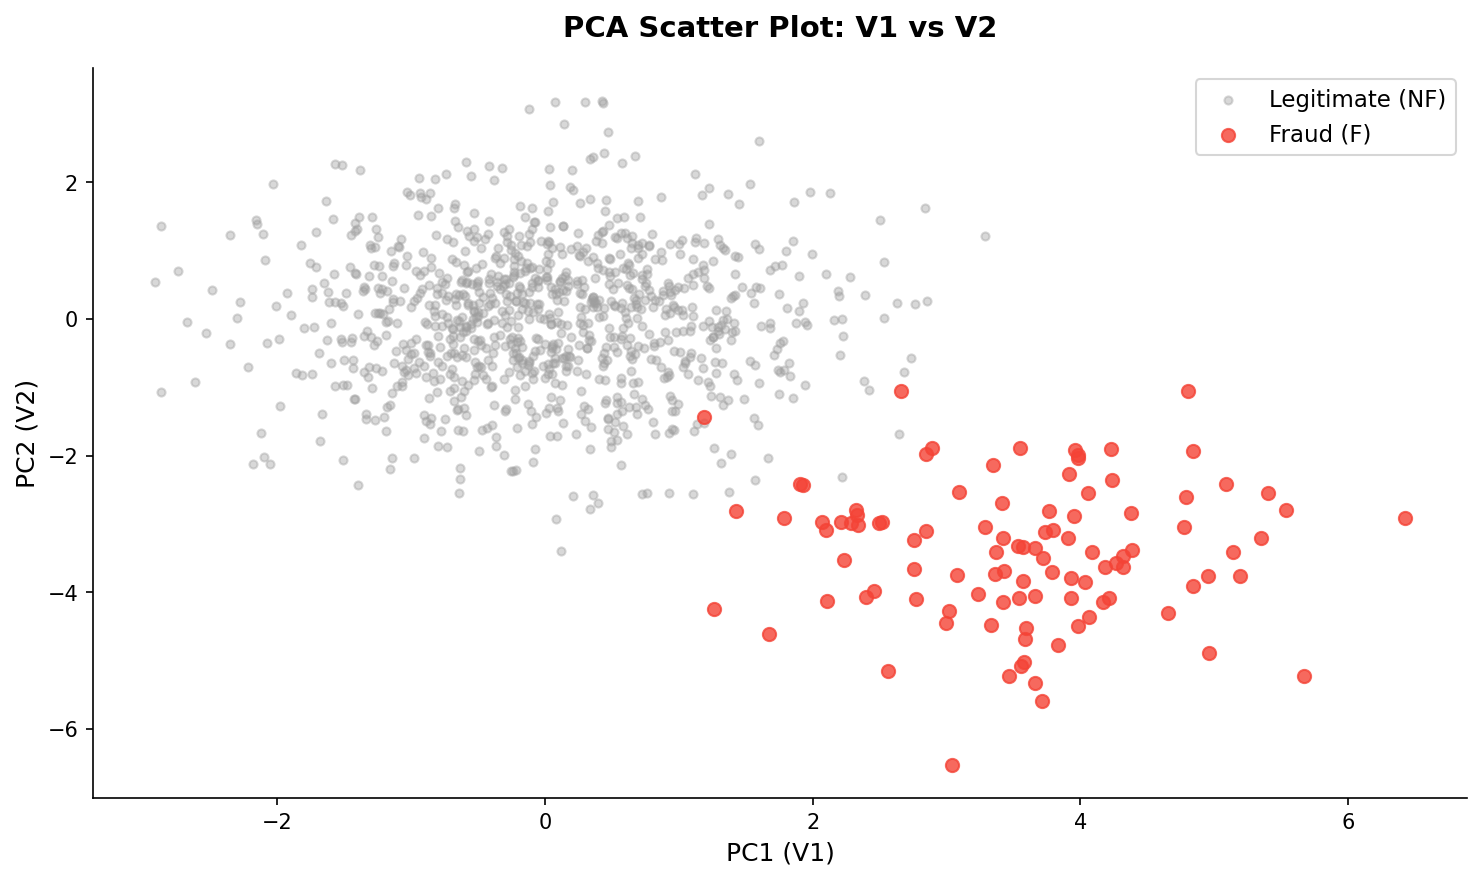 PCA Scatter Plot: V1 vs V2
Legitimate (NF)
Fraud (F)
PC2 (V2)
2
0
−2
−4
−6
−2
0
2
4
6
PC1 (V1)